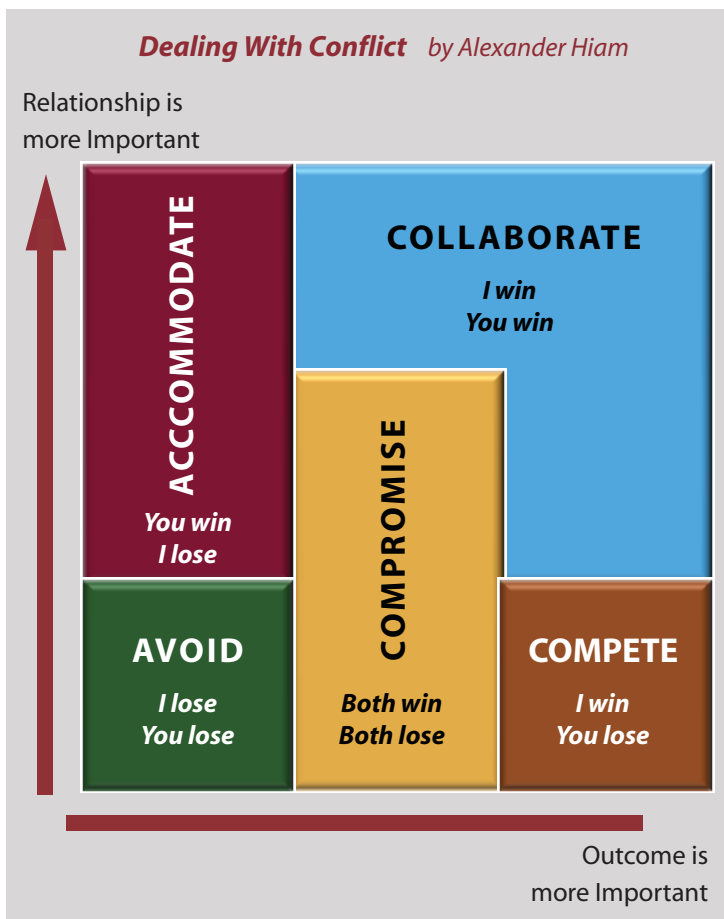 Dealing With Conflict by Alexander Hiam
Relationship is
more Important
ACCCOMMODATE
You win
I lose
COLLABORATE
I win
You win
COMPROMISE
Both win
Both lose
AVOID
I lose
You lose
COMPETE
I win
You lose
Outcome is
more Important